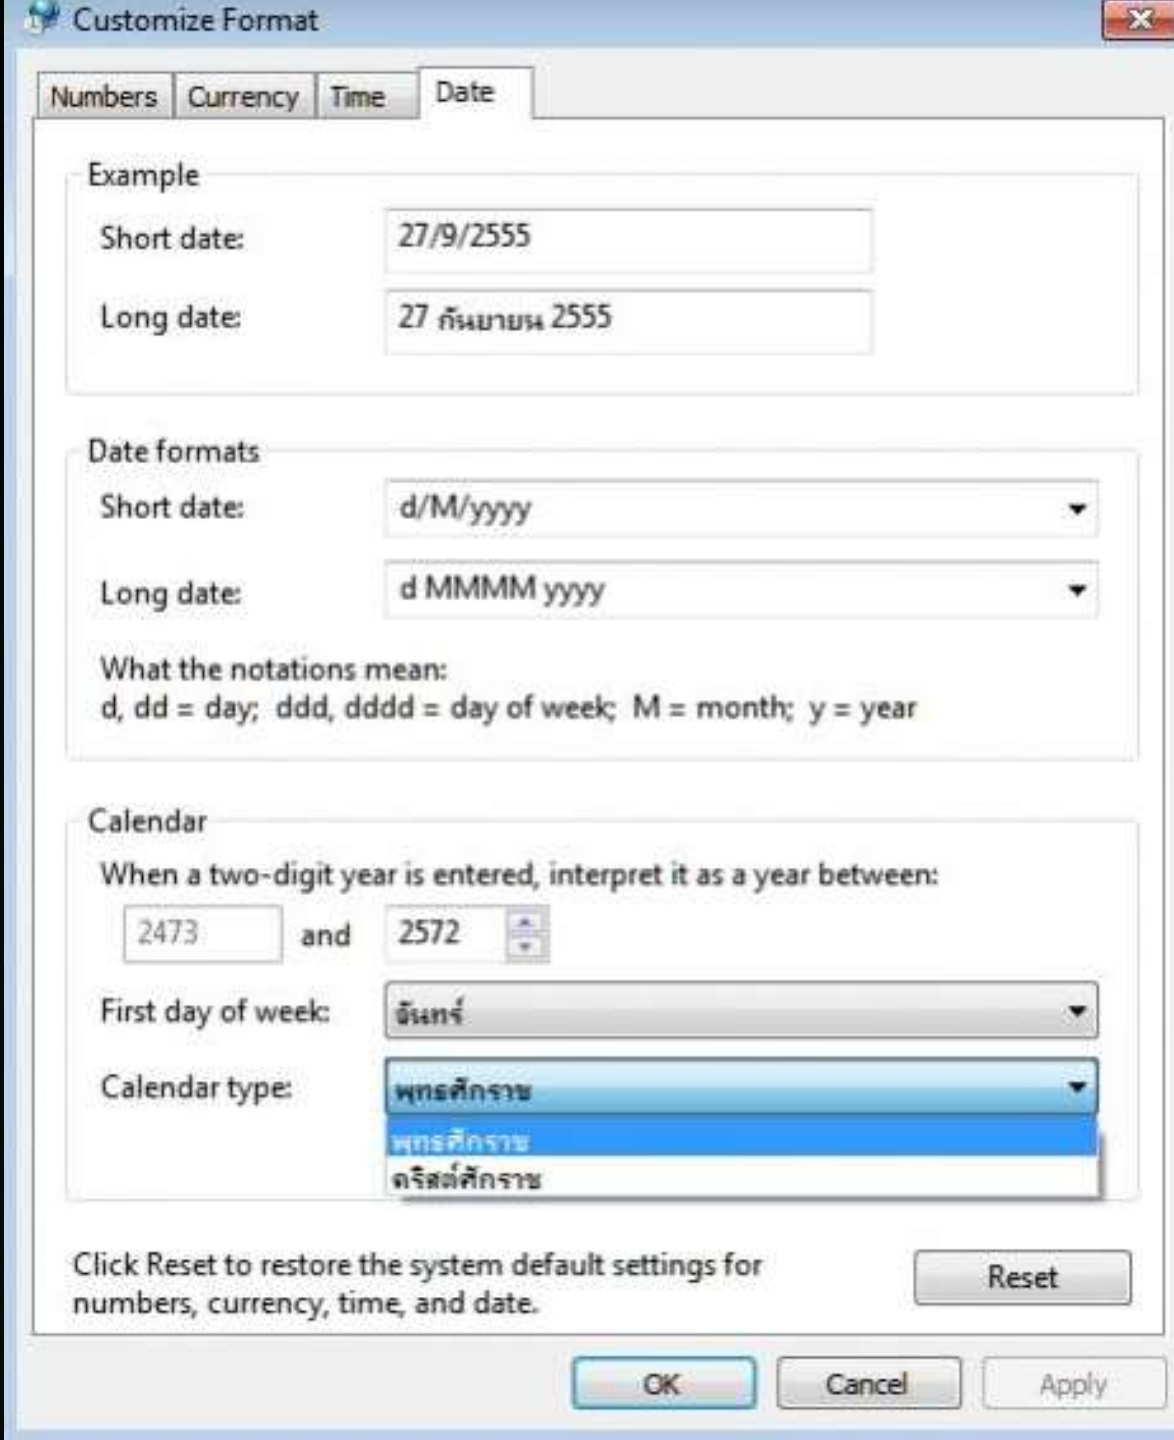 Customize Format
Numbers Currency Time Date
Example
Short date: 27/9/2555
Long date: 27 กันยายน 2555
Date formats
Short date: d/M/yyyy
Long date: d MMMM yyyy
What the notations mean:
d, dd = day; ddd, dddd = day of week; M = month; y = year
Calendar
When a two-digit year is entered, interpret it as a year between:
2473 and 2572
First day of week: จันทร์
Calendar type: พุทธศักราช
พุทธศักราช
คริสต์ศักราช
Click Reset to restore the system default settings for
numbers, currency, time, and date.
Reset
OK Cancel Apply